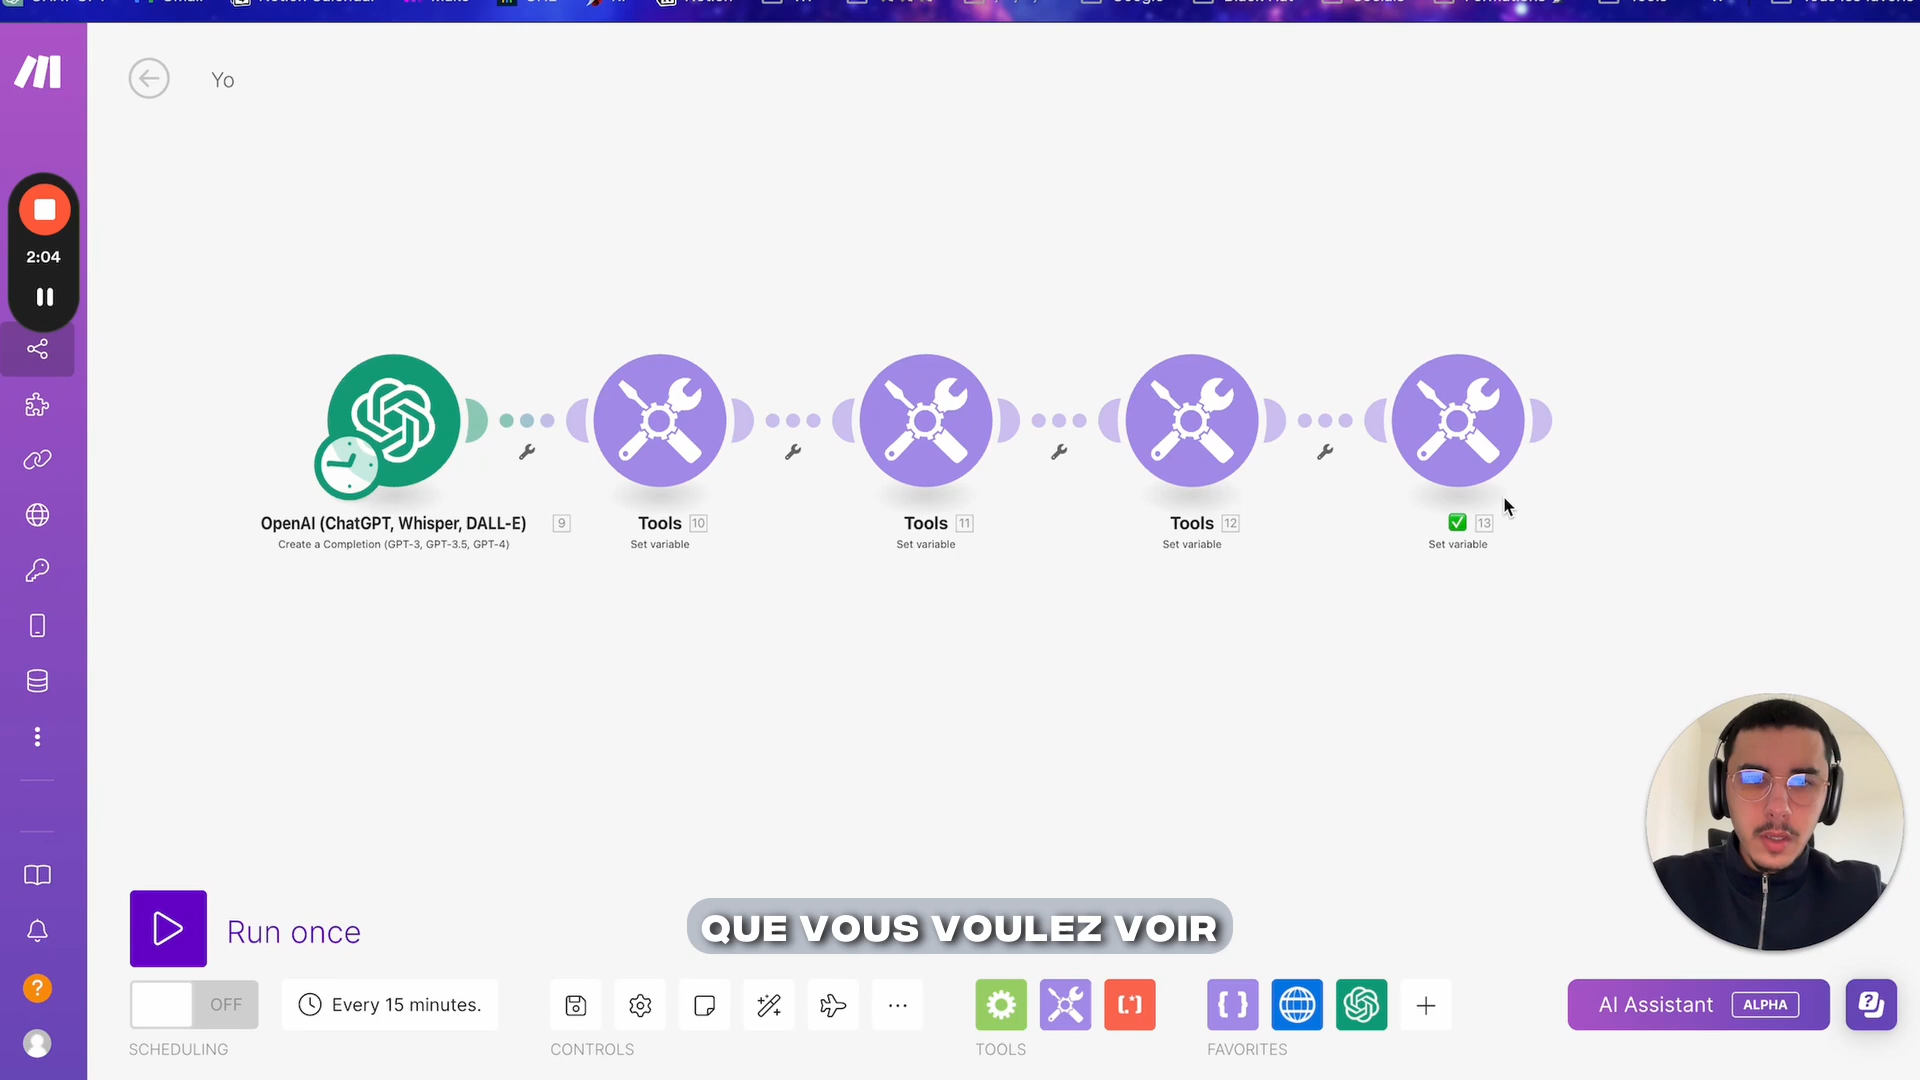 Yo
2:04
OpenAI (ChatGPT, Whisper, DALL-E) 9
Create a Completion (GPT-3, GPT-3.5, GPT-4)
Tools 10
Set variable
Tools 11
Set variable
Tools 12
Set variable
✅ 13
Set variable
Run once
QUE VOUS VOULEZ VOIR
OFF
Every 15 minutes.
AI Assistant ALPHA
SCHEDULING
CONTROLS
TOOLS
FAVORITES